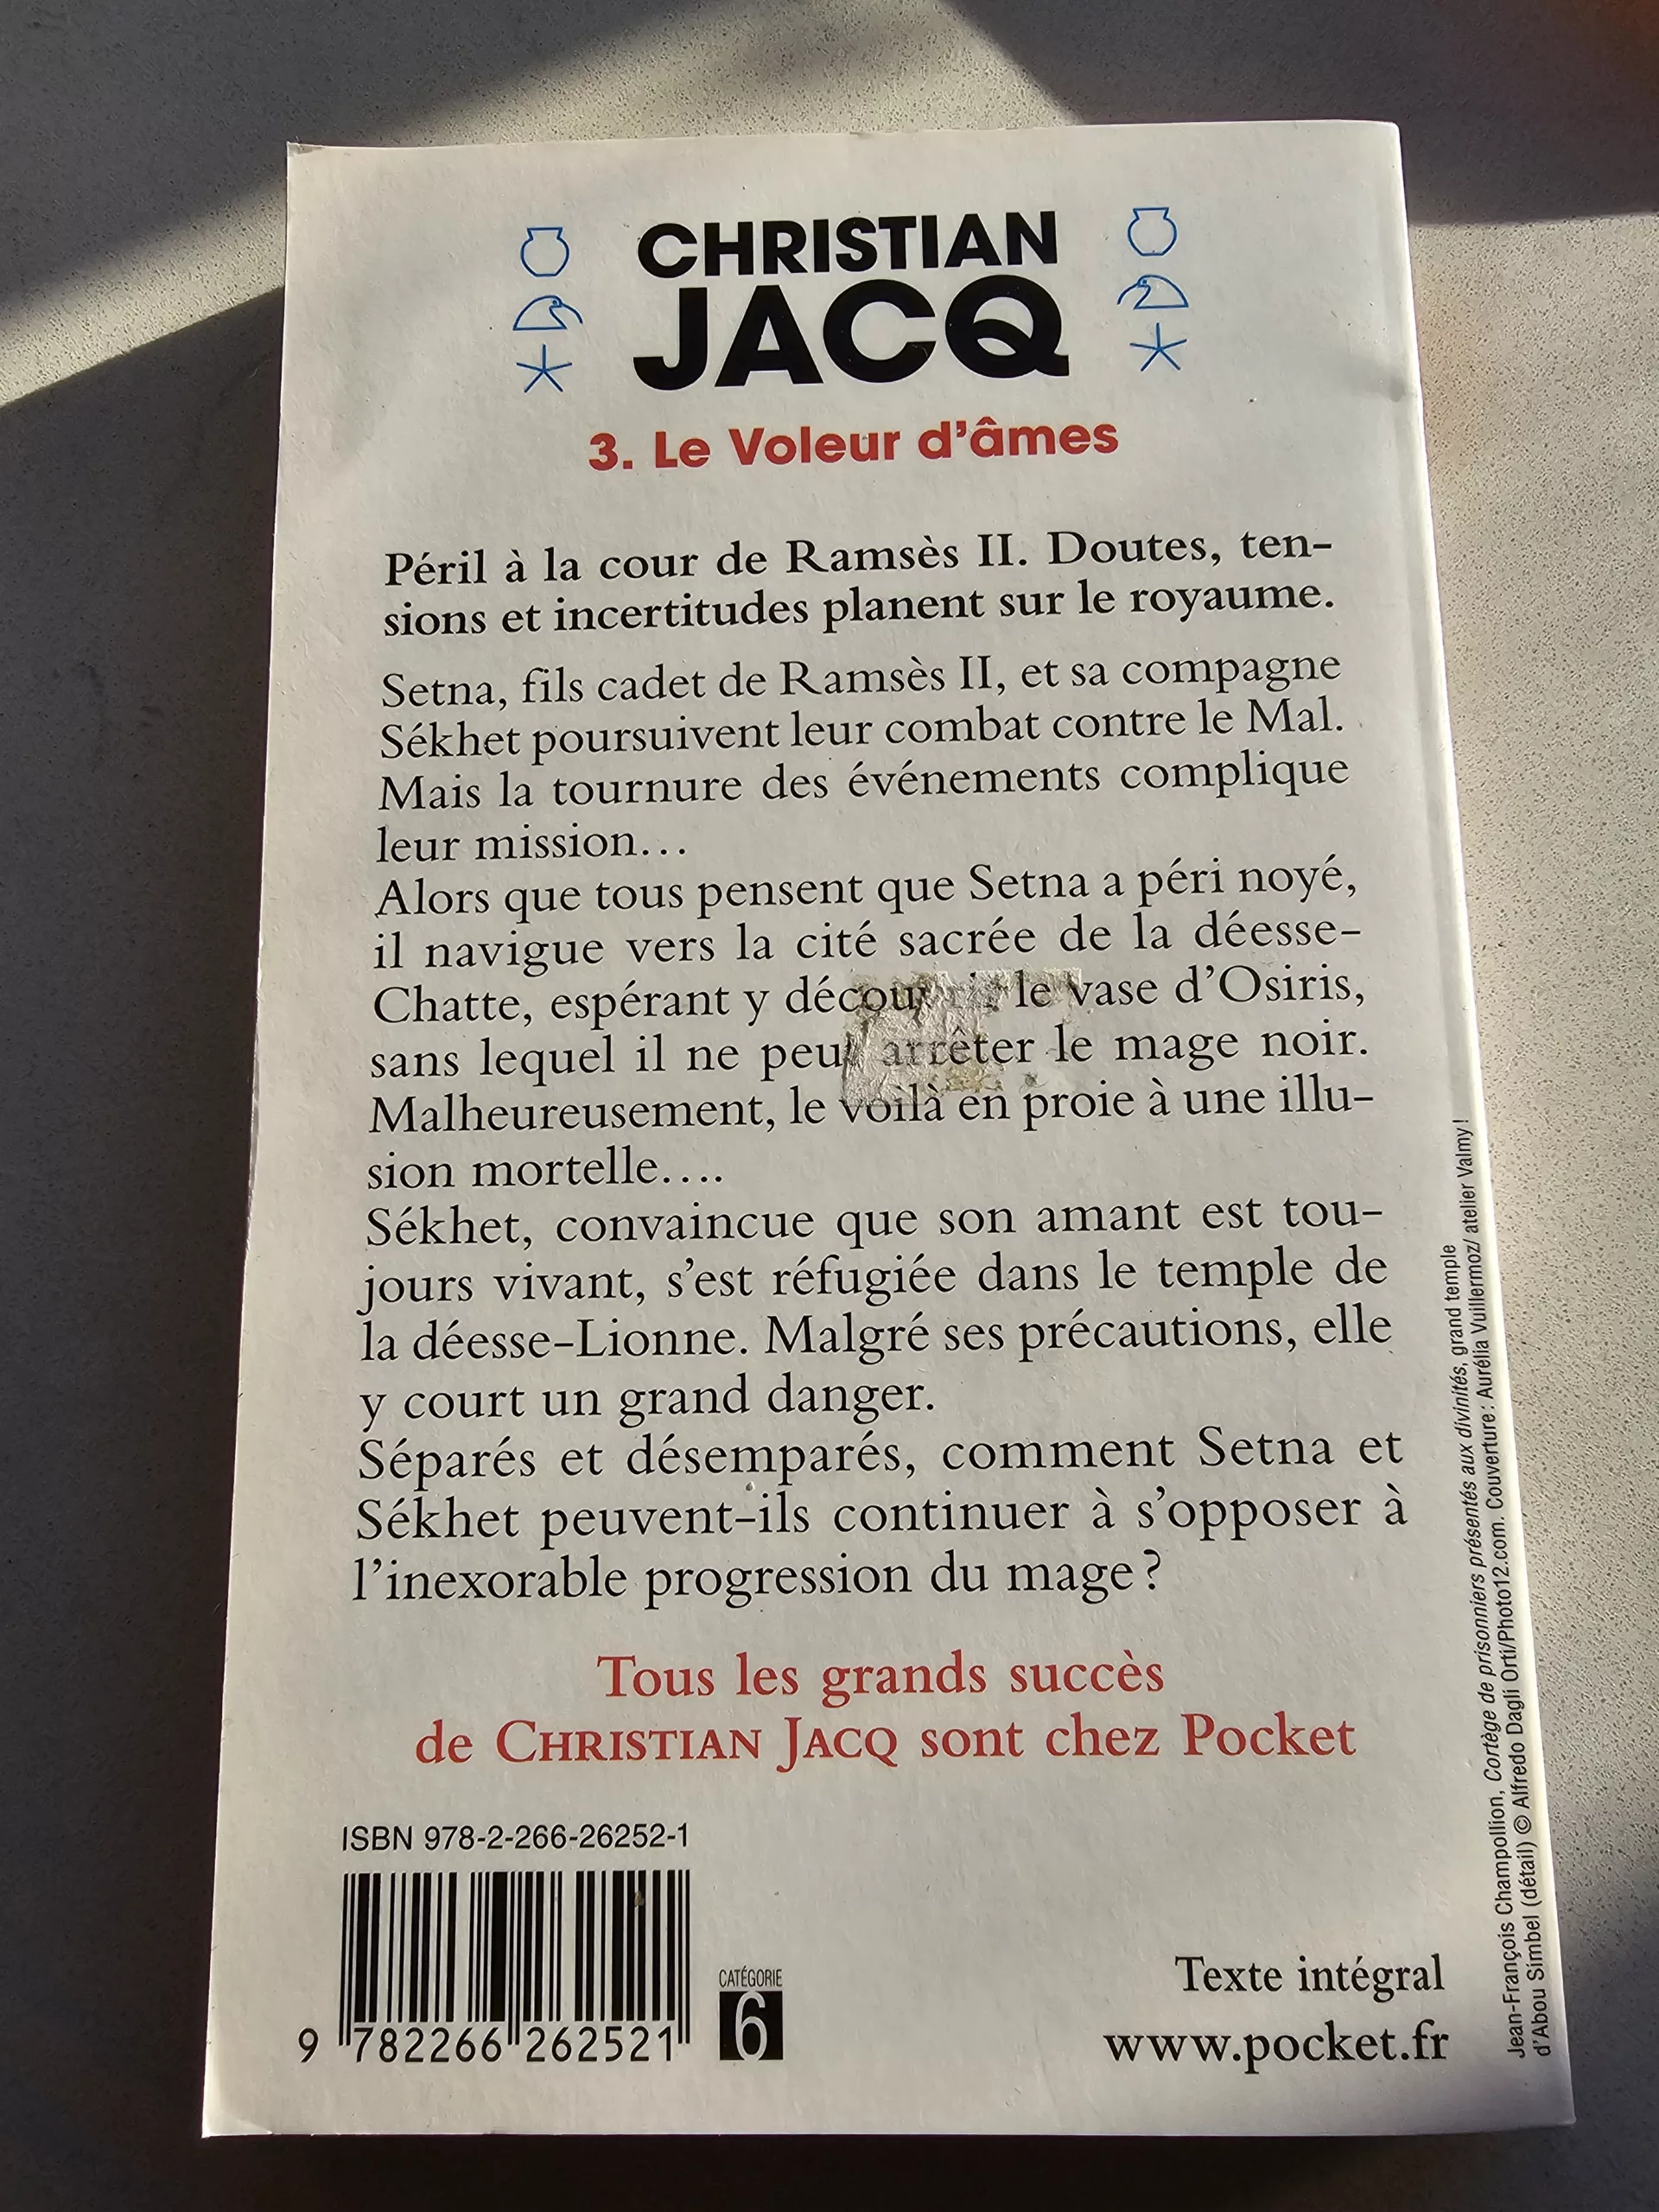 CHRISTIAN
JACQ
3. Le Voleur d'âmes
Péril à la cour de Ramsès II. Doutes, ten-
sions et incertitudes planent sur le royaume.
Setna, fils cadet de Ramsès II, et sa compagne
Sékhet poursuivent leur combat contre le Mal.
Mais la tournure des événements complique
leur mission...
Alors que tous pensent que Setna a péri noyé,
il navigue vers la cité sacrée de la déesse-
Chatte, espérant y découvrir le vase d'Osiris,
sans lequel il ne peut arrêter le mage noir.
Malheureusement, le voilà en proie à une illu-
sion mortelle....
Sékhet, convaincue que son amant est tou-
jours vivant, s'est réfugiée dans le temple de
la déesse-Lionne. Malgré ses précautions, elle
y court un grand danger.
Séparés et désemparés, comment Setna et
Sékhet peuvent-ils continuer à s'opposer à
l'inexorable progression du mage ?
Tous les grands succès
de CHRISTIAN JACQ sont chez Pocket
ISBN 978-2-266-26252-1
9 782266 262521
CATÉGORIE
6
Texte intégral
www.pocket.fr
Jean-François Champollion, Cortège de prisonniers présentés aux divinités, grand temple
d'Abou Simbel (détail) © Alfredo Dagli Orti/Photo12.com. Couverture : Aurélia Vuillermoz/ atelier Valmy !